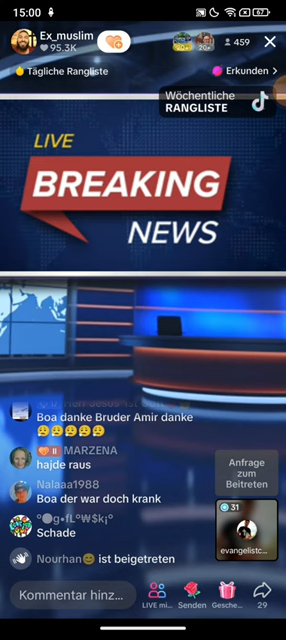 15:00
67
Ex_muslim
95.3K
20+
459
Tägliche Rangliste
Erkunden
Wöchentliche
RANGLISTE
LIVE
BREAKING
NEWS
Boa danke Bruder Amir danke
MARZENA
hajde raus
Nalaaa1988
Boa der war doch krank
Schade
Nourhan😊 ist beigetreten
Anfrage
zum
Beitreten
31
evangelistc...
Kommentar hinz...
LIVE mi...
Senden
Gesche...
29